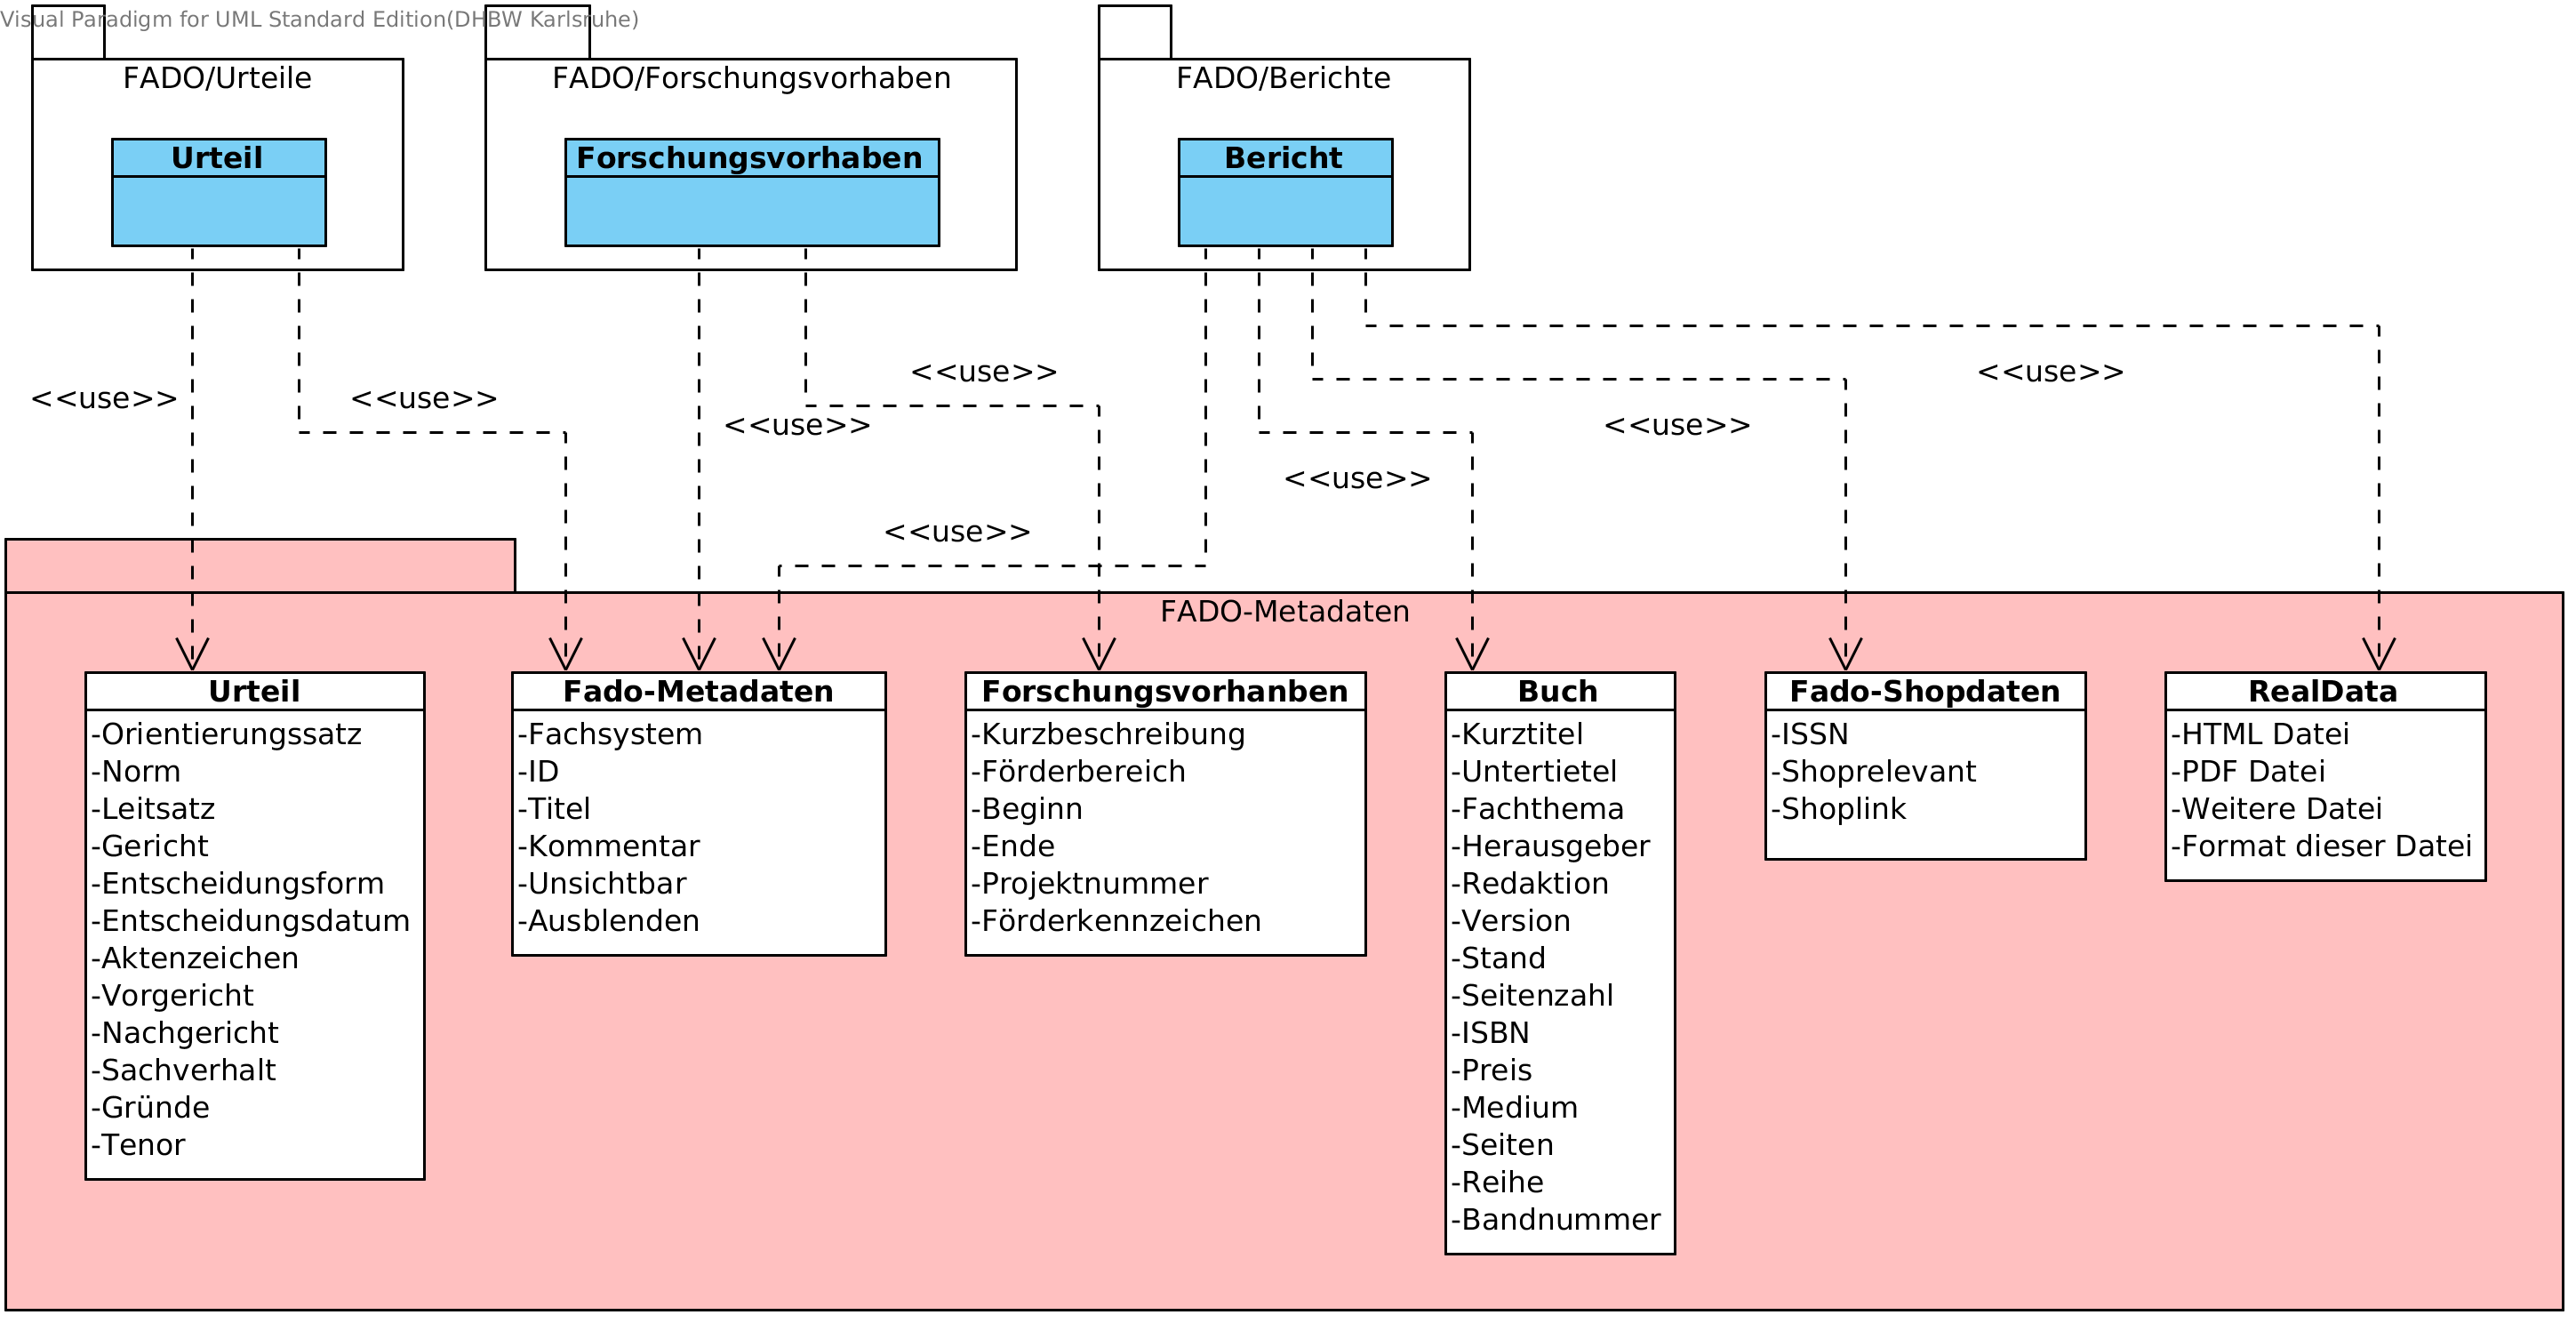 Visual Paradigm for UML Standard Edition(DHBW Karlsruhe)
FADO/Urteile
Urteil
FADO/Forschungsvorhaben
Forschungsvorhaben
FADO/Berichte
Bericht
<<use>>
<<use>>
<<use>>
<<use>>
<<use>>
<<use>>
<<use>>
<<use>>
FADO-Metadaten
Urteil
-Orientierungssatz
-Norm
-Leitsatz
-Gericht
-Entscheidungsform
-Entscheidungsdatum
-Aktenzeichen
-Vorgericht
-Nachgericht
-Sachverhalt
-Gründe
-Tenor
Fado-Metadaten
-Fachsystem
-ID
-Titel
-Kommentar
-Unsichtbar
-Ausblenden
Forschungsvorhanben
-Kurzbeschreibung
-Förderbereich
-Beginn
-Ende
-Projektnummer
-Förderkennzeichen
Buch
-Kurztitel
-Untertietel
-Fachthema
-Herausgeber
-Redaktion
-Version
-Stand
-Seitenzahl
-ISBN
-Preis
-Medium
-Seiten
-Reihe
-Bandnummer
Fado-Shopdaten
-ISSN
-Shoprelevant
-Shoplink
RealData
-HTML Datei
-PDF Datei
-Weitere Datei
-Format dieser Datei